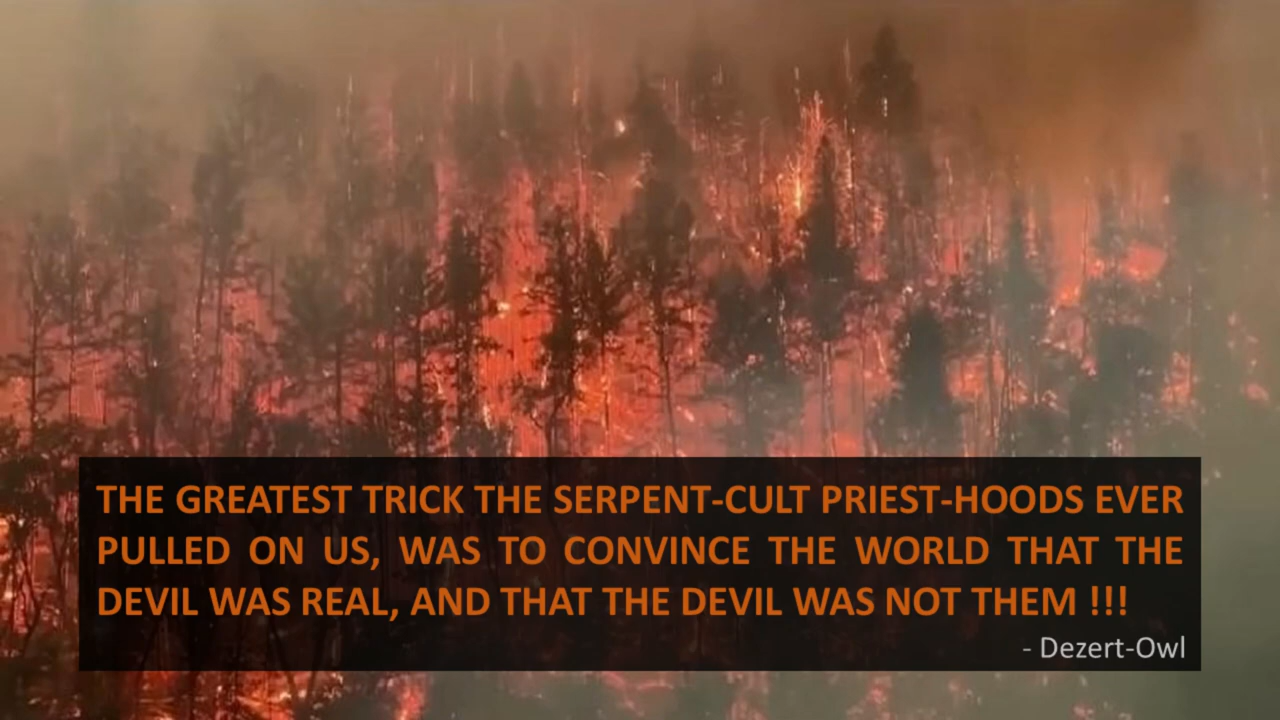 THE GREATEST TRICK THE SERPENT-CULT PRIEST-HOODS EVER
PULLED ON US, WAS TO CONVINCE THE WORLD THAT THE
DEVIL WAS REAL, AND THAT THE DEVIL WAS NOT THEM !!!
- Dezert-Owl